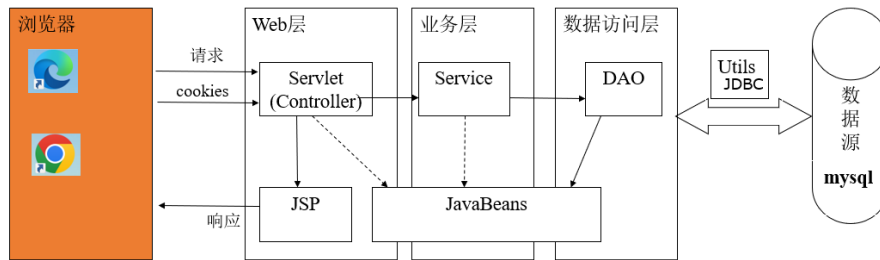 浏览器
Web层
业务层
数据访问层
请求
cookies
Servlet
(Controller)
Service
DAO
Utils
JDBC
数
据
源
mysql
JSP
JavaBeans
响应